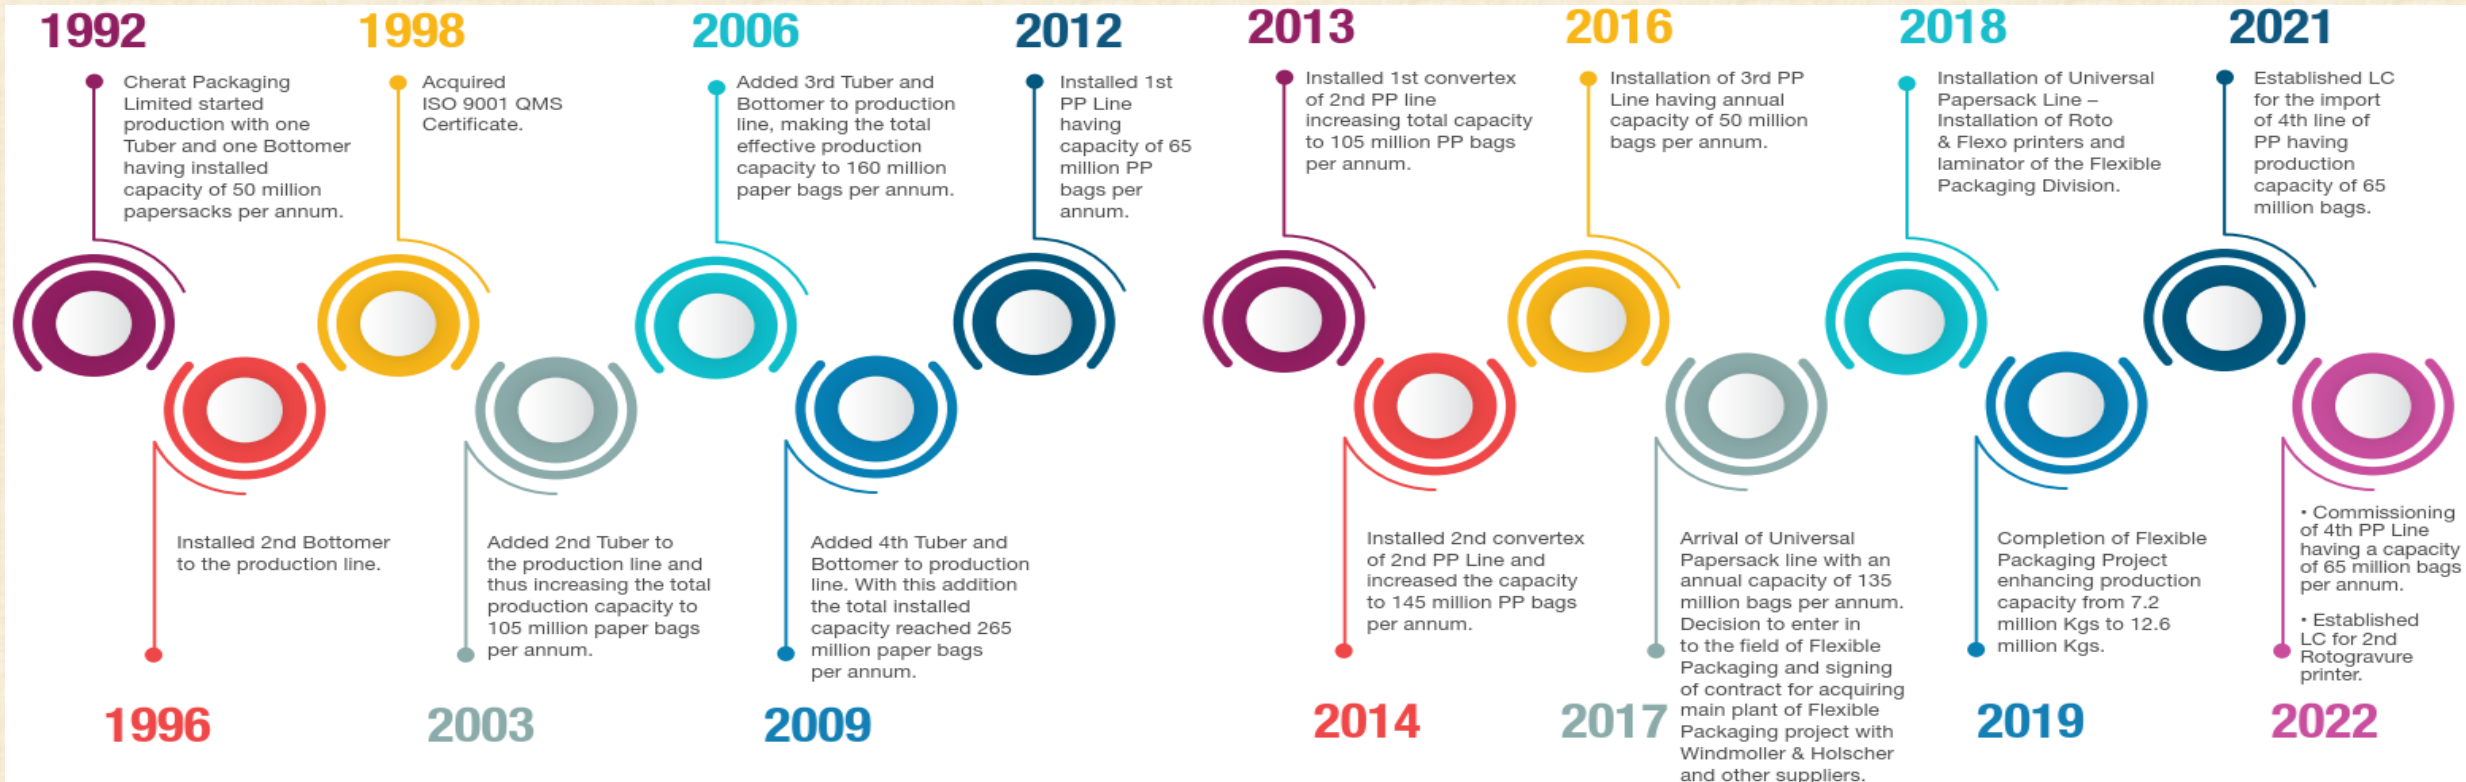 1992
Cherat Packaging
Limited started
production with one
Tuber and one Bottomer
having installed
capacity of 50 million
papersacks per annum.
1996
Installed 2nd Bottomer
to the production line.
1998
Acquired
ISO 9001 QMS
Certificate.
2003
Added 2nd Tuber to
the production line and
thus increasing the total
production capacity to
105 million paper bags
per annum.
2006
Added 3rd Tuber and
Bottomer to production
line, making the total
effective production
capacity to 160 million
paper bags per annum.
2009
Added 4th Tuber and
Bottomer to production
line. With this addition
the total installed
capacity reached 265
million paper bags
per annum.
2012
Installed 1st
PP Line
having
capacity of 65
million PP
bags per
annum.
2013
Installed 1st convertex
of 2nd PP line
increasing total capacity
to 105 million PP bags
per annum.
2014
Installed 2nd convertex
of 2nd PP Line and
increased the capacity
to 145 million PP bags
per annum.
2016
Installation of 3rd PP
Line having annual
capacity of 50 million
bags per annum.
2017
Arrival of Universal
Papersack line with an
annual capacity of 135
million bags per annum.
Decision to enter in
to the field of Flexible
Packaging and signing
of contract for acquiring
main plant of Flexible
Packaging project with
Windmoller & Holscher
and other suppliers.
2018
Installation of Universal
Papersack Line –
Installation of Roto
& Flexo printers and
laminator of the Flexible
Packaging Division.
2019
Completion of Flexible
Packaging Project
enhancing production
capacity from 7.2
million Kgs to 12.6
million Kgs.
2021
Established LC
for the import
of 4th line of
PP having
production
capacity of 65
million bags.
2022
• Commissioning
of 4th PP Line
having a capacity
of 65 million bags
per annum.
• Established
LC for 2nd
Rotogravure
printer.